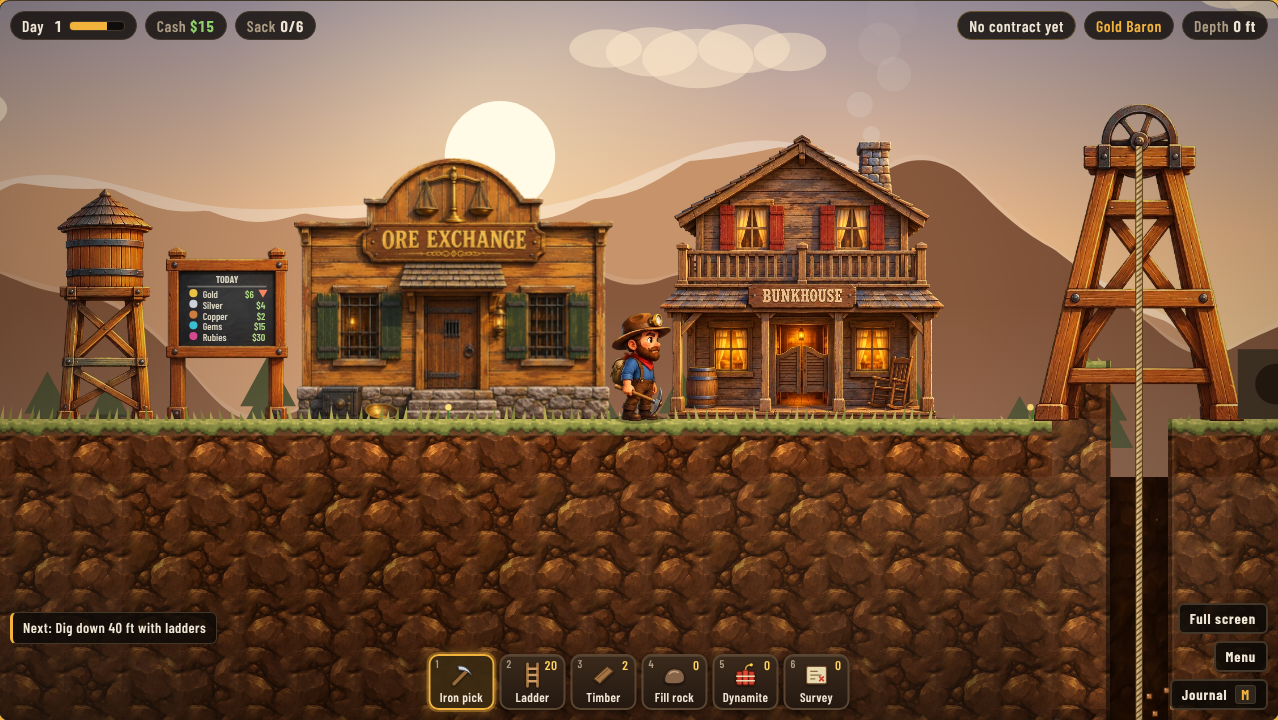 Day 1
Cash $15
Sack 0/6
No contract yet
Gold Baron
Depth 0 ft
ORE EXCHANGE
BUNKHOUSE
TODAY
Gold $6
Silver $4
Copper $2
Gems $15
Rubies $30
Next: Dig down 40 ft with ladders
Full screen
Menu
Journal M
1 Iron pick
2 20 Ladder
3 2 Timber
4 0 Fill rock
5 0 Dynamite
6 0 Survey